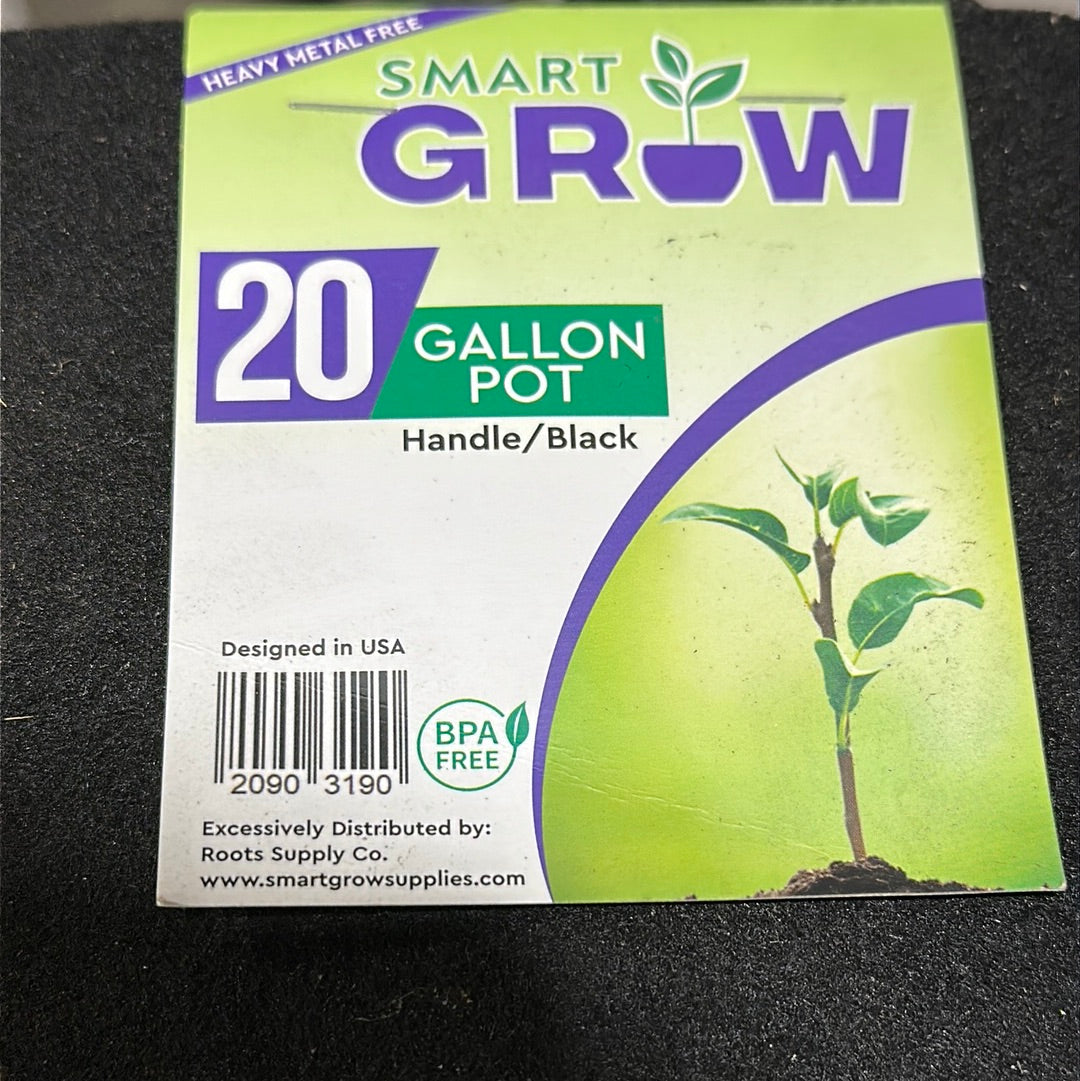 HEAVY METAL FREE
SMART
GROW
20
GALLON
POT
Handle/Black
Designed in USA
2090 3190
BPA
FREE
Excessively Distributed by:
Roots Supply Co.
www.smartgrowsupplies.com